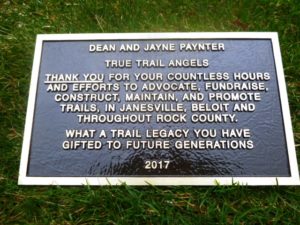 DEAN AND JAYNE PAYNTER
TRUE TRAIL ANGELS
THANK YOU FOR YOUR COUNTLESS HOURS
AND EFFORTS TO ADVOCATE, FUNDRAISE,
CONSTRUCT, MAINTAIN, AND PROMOTE
TRAILS, IN JANESVILLE, BELOIT AND
THROUGHOUT ROCK COUNTY.
WHAT A TRAIL LEGACY YOU HAVE
GIFTED TO FUTURE GENERATIONS
2017